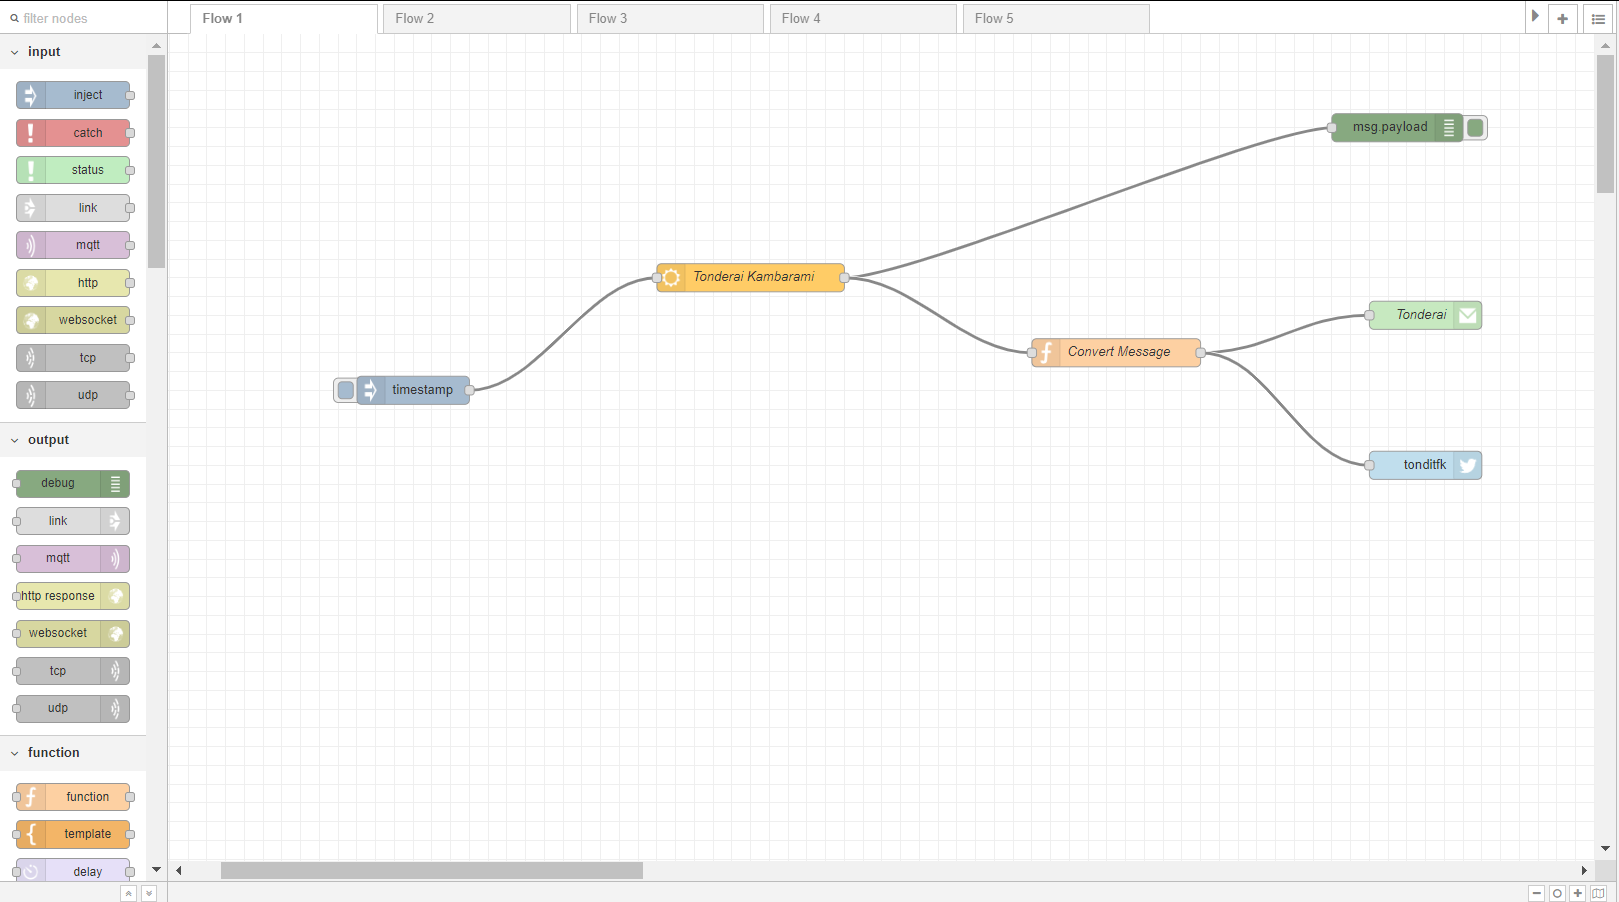 filter nodes
Flow 1
Flow 2
Flow 3
Flow 4
Flow 5
input
inject
catch
status
link
mqtt
http
websocket
tcp
udp
output
debug
link
mqtt
http response
websocket
tcp
udp
function
function
template
delay
msg.payload
Tonderai Kambarami
Tonderai
Convert Message
timestamp
tonditfk